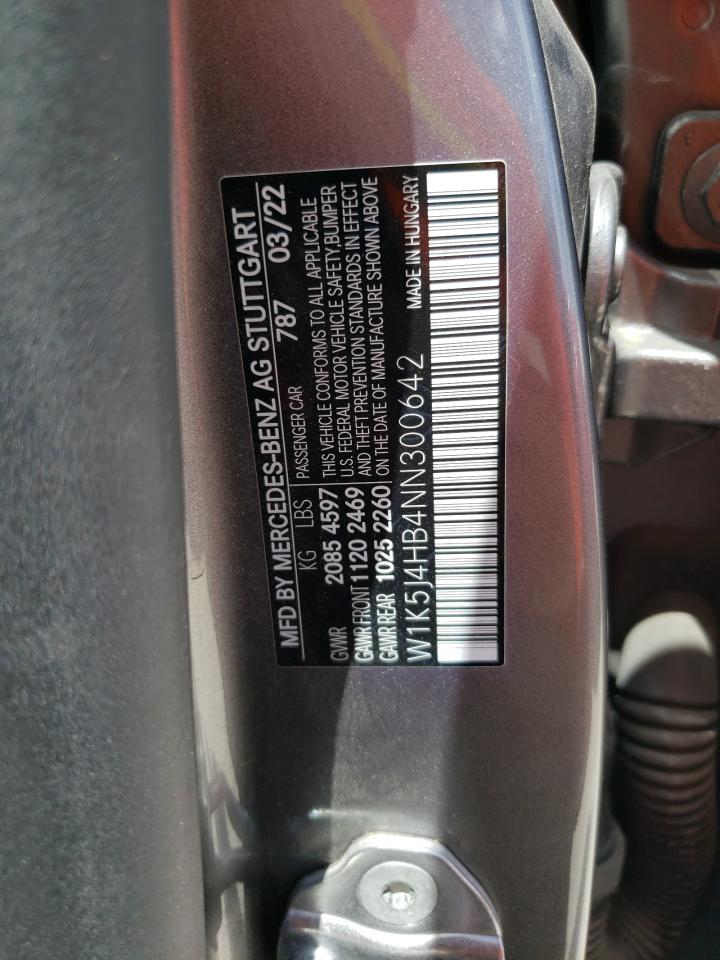 MFD BY MERCEDES-BENZ AG STUTTGART
KG LBS PASSENGER CAR 787 03/22
GVWR 2085 4597 THIS VEHICLE CONFORMS TO ALL APPLICABLE
GAWR FRONT 1120 2469 U.S. FEDERAL MOTOR VEHICLE SAFETY, BUMPER
GAWR REAR 1025 2260 AND THEFT PREVENTION STANDARDS IN EFFECT
ON THE DATE OF MANUFACTURE SHOWN ABOVE
W1K5J4HB4NN300642 MADE IN HUNGARY